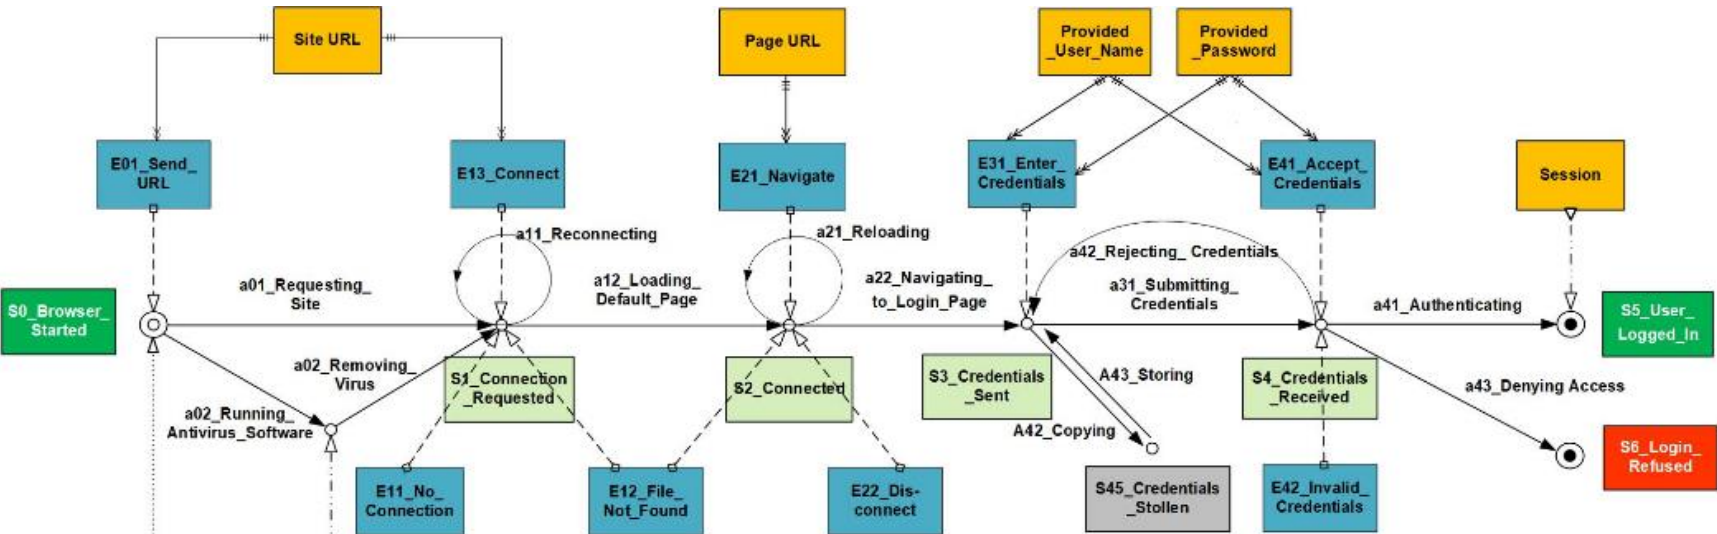 Site URL
Page URL
Provided
_User_Name
Provided
_Password
E01_Send_
URL
E13_Connect
E21_Navigate
E31_Enter_
Credentials
E41_Accept_
Credentials
Session
a11_Reconnecting
a21_Reloading
a42_Rejecting_ Credentials
a01_Requesting_
Site
a12_Loading_
Default_Page
a22_Navigating_
to_Login_Page
a31_Submitting_
Credentials
a41_Authenticating
S0_Browser_
Started
S5_User_
Logged_In
a02_Removing_
Virus
S1_Connection
_Requested
S2_Connected
S3_Credentials
_Sent
A43_Storing
S4_Credentials
_Received
a43_Denying Access
a02_Running_
Antivirus_Software
A42_Copying
S6_Login_
Refused
E11_No_
Connection
E12_File_
Not_Found
E22_Dis-
connect
S45_Credentials
_Stollen
E42_Invalid_
Credentials